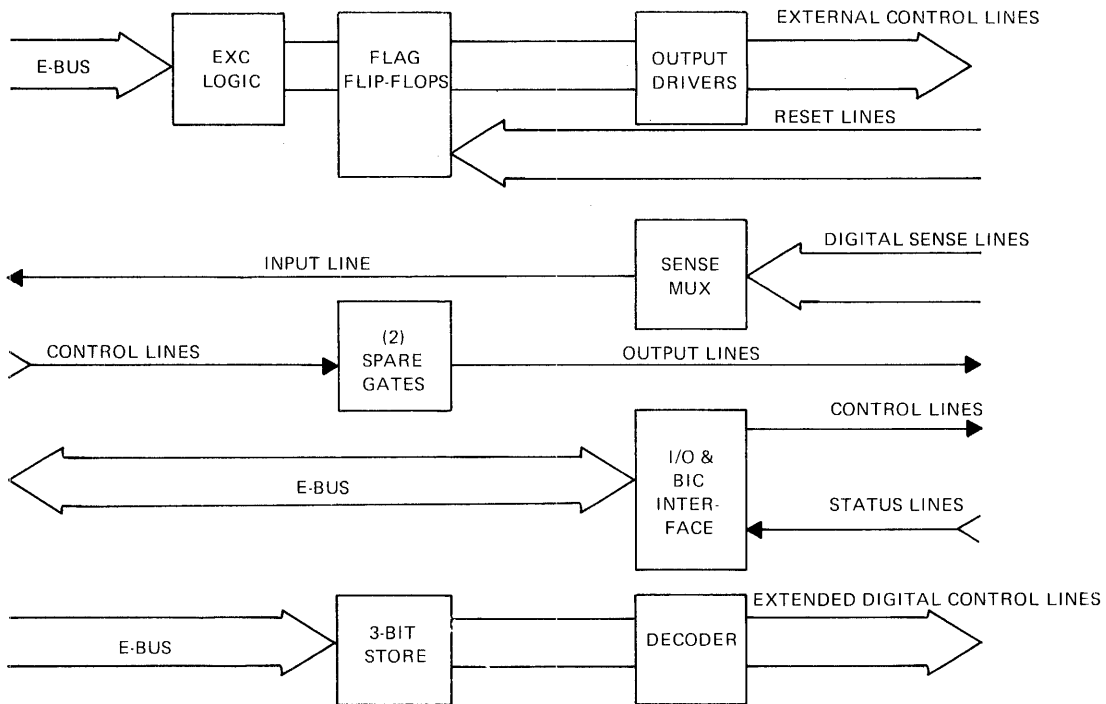 EXTERNAL CONTROL LINES
E-BUS
EXC
LOGIC
FLAG
FLIP-FLOPS
OUTPUT
DRIVERS
RESET LINES
DIGITAL SENSE LINES
INPUT LINE
SENSE
MUX
CONTROL LINES
(2)
SPARE
GATES
OUTPUT LINES
CONTROL LINES
E-BUS
I/O &
BIC
INTER-
FACE
STATUS LINES
EXTENDED DIGITAL CONTROL LINES
E-BUS
3-BIT
STORE
DECODER